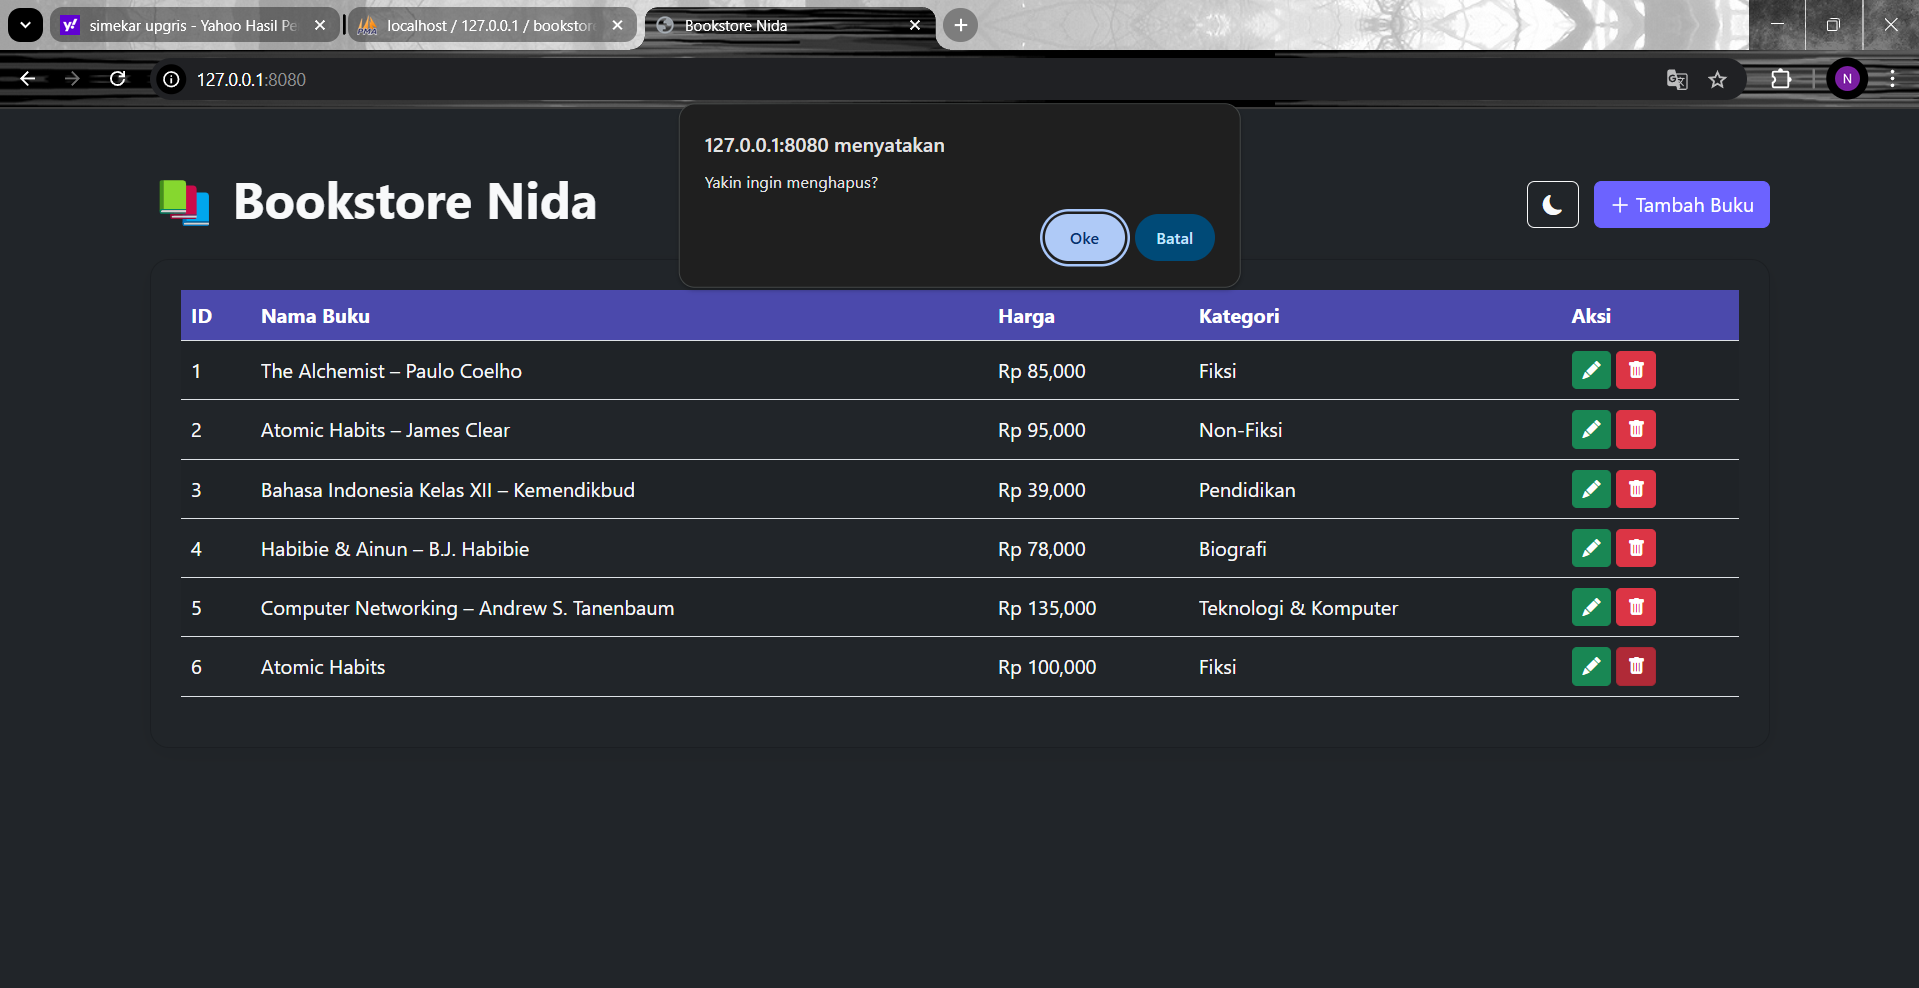 simekar upgris - Yahoo Hasil Pe
localhost / 127.0.0.1 / bookstor
Bookstore Nida
127.0.0.1:8080
N
127.0.0.1:8080 menyatakan
Yakin ingin menghapus?
Oke
Batal
Bookstore Nida
+ Tambah Buku
ID Nama Buku Harga Kategori Aksi
1 The Alchemist – Paulo Coelho Rp 85,000 Fiksi
2 Atomic Habits – James Clear Rp 95,000 Non-Fiksi
3 Bahasa Indonesia Kelas XII – Kemendikbud Rp 39,000 Pendidikan
4 Habibie & Ainun – B.J. Habibie Rp 78,000 Biografi
5 Computer Networking – Andrew S. Tanenbaum Rp 135,000 Teknologi & Komputer
6 Atomic Habits Rp 100,000 Fiksi